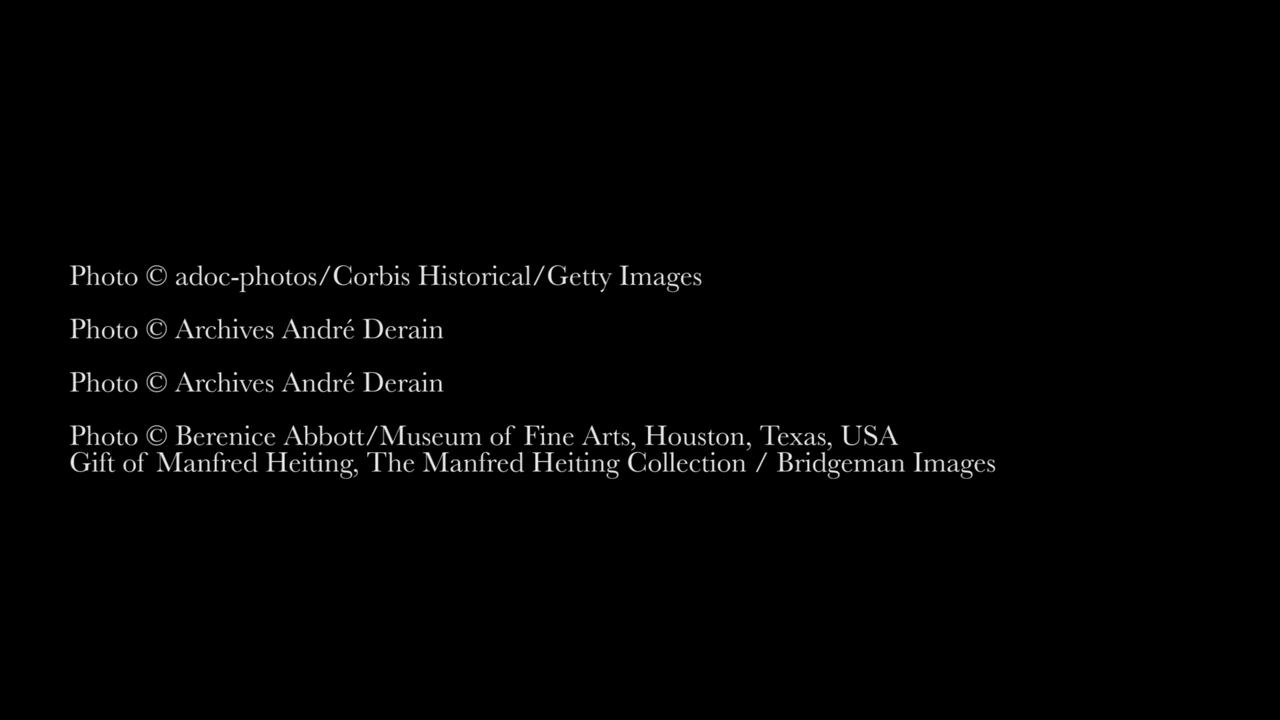 Photo © adoc-photos/Corbis Historical/Getty Images
Photo © Archives André Derain
Photo © Archives André Derain
Photo © Berenice Abbott/Museum of Fine Arts, Houston, Texas, USA
Gift of Manfred Heiting, The Manfred Heiting Collection / Bridgeman Images